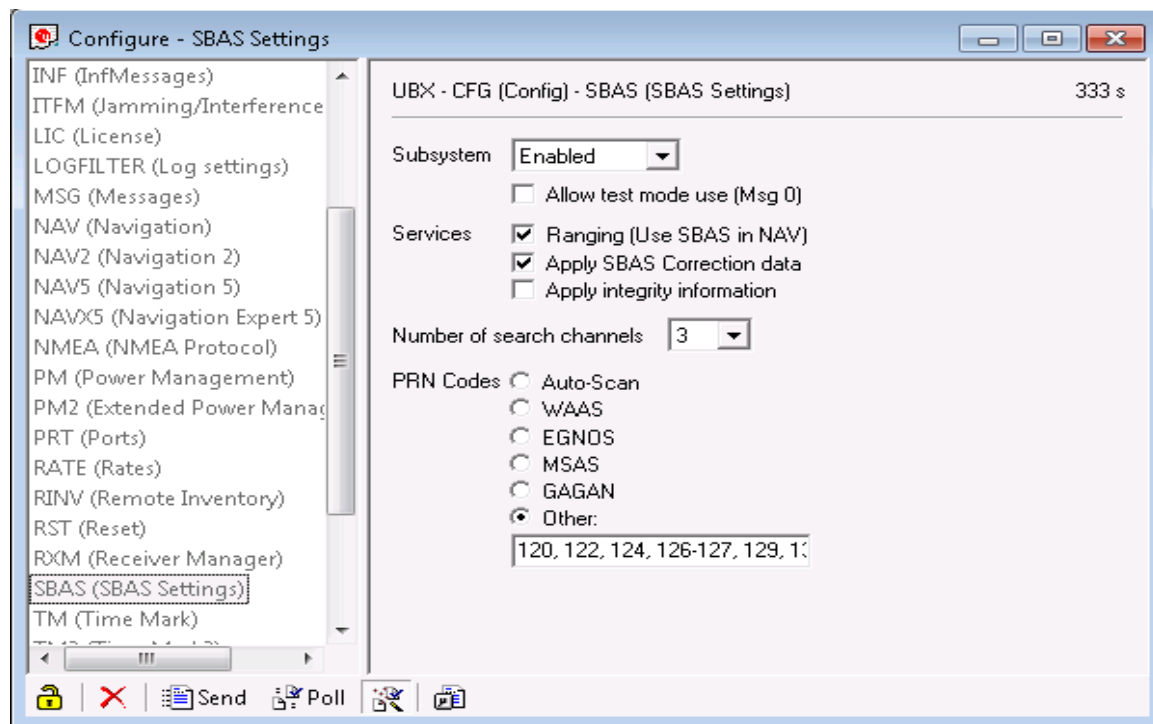 Configure - SBAS Settings
INF (InfMessages)
ITFM (Jamming/Interference
LIC (License)
LOGFILTER (Log settings)
MSG (Messages)
NAV (Navigation)
NAV2 (Navigation 2)
NAV5 (Navigation 5)
NAVX5 (Navigation Expert 5)
NMEA (NMEA Protocol)
PM (Power Management)
PM2 (Extended Power Manag
PRT (Ports)
RATE (Rates)
RINV (Remote Inventory)
RST (Reset)
RXM (Receiver Manager)
SBAS (SBAS Settings)
TM (Time Mark)
UBX - CFG (Config) - SBAS (SBAS Settings) 333 s
Subsystem Enabled
Allow test mode use (Msg 0)
Services Ranging (Use SBAS in NAV)
Apply SBAS Correction data
Apply integrity information
Number of search channels 3
PRN Codes Auto-Scan
WAAS
EGNOS
MSAS
GAGAN
Other:
120, 122, 124, 126-127, 129,
Send Poll